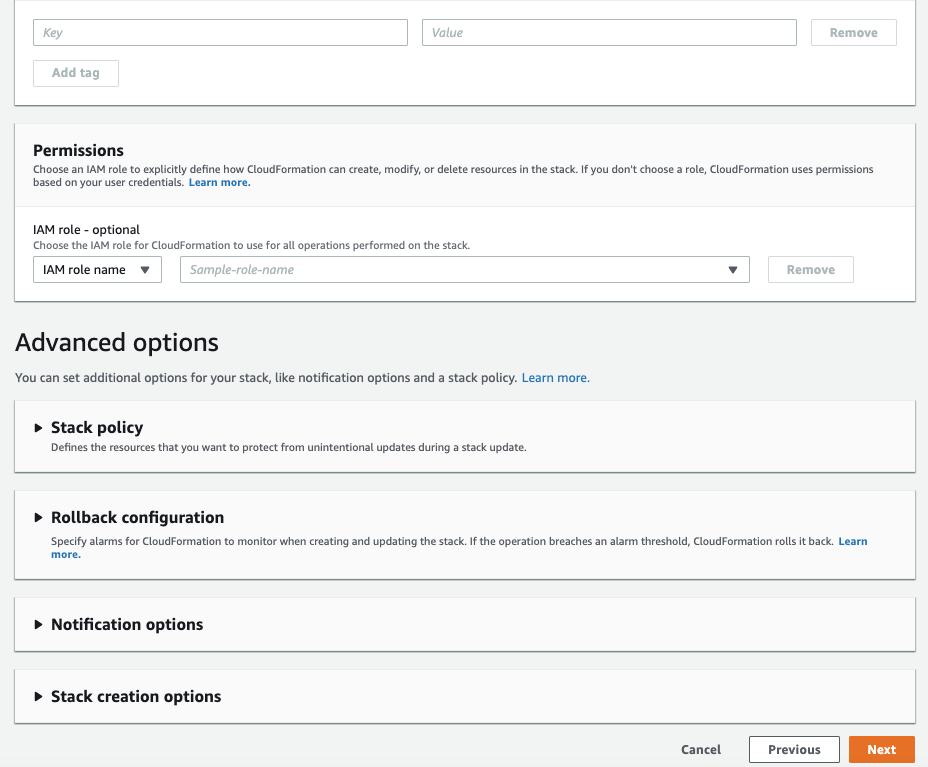 Key Value Remove
Add tag
Permissions
Choose an IAM role to explicitly define how CloudFormation can create, modify, or delete resources in the stack. If you don't choose a role, CloudFormation uses permissions
based on your user credentials. Learn more.
IAM role - optional
Choose the IAM role for CloudFormation to use for all operations performed on the stack.
IAM role name Sample-role-name Remove
Advanced options
You can set additional options for your stack, like notification options and a stack policy. Learn more.
Stack policy
Defines the resources that you want to protect from unintentional updates during a stack update.
Rollback configuration
Specify alarms for CloudFormation to monitor when creating and updating the stack. If the operation breaches an alarm threshold, CloudFormation rolls it back. Learn
more.
Notification options
Stack creation options
Cancel Previous Next